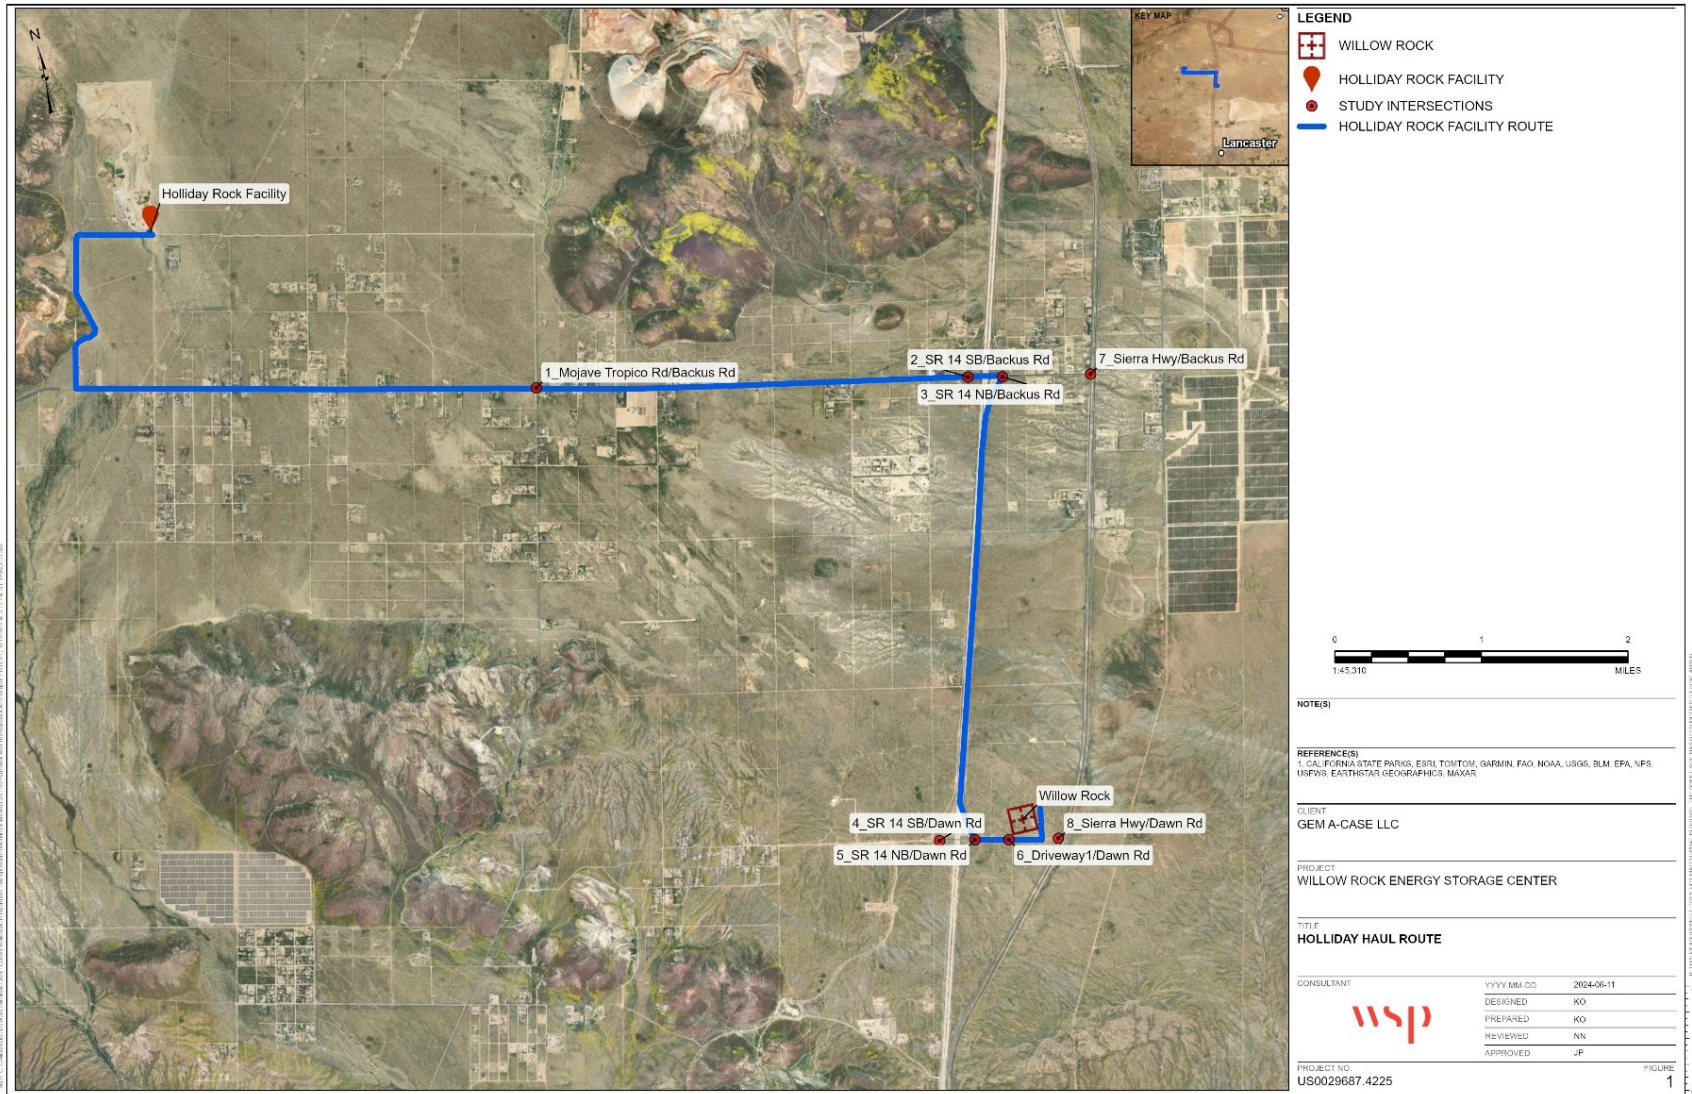 N
KEY MAP
Lancaster
Holliday Rock Facility
1_Mojave Tropico Rd/Backus Rd
2_SR 14 SB/Backus Rd
7_Sierra Hwy/Backus Rd
3_SR 14 NB/Backus Rd
Willow Rock
4_SR 14 SB/Dawn Rd
8_Sierra Hwy/Dawn Rd
5_SR 14 NB/Dawn Rd
6_Driveway1/Dawn Rd
LEGEND
WILLOW ROCK
HOLLIDAY ROCK FACILITY
STUDY INTERSECTIONS
HOLLIDAY ROCK FACILITY ROUTE
0 1 2
1:45,310 MILES
NOTE(S)
REFERENCE(S)
1. CALIFORNIA STATE PARKS, ESRI, TOMTOM, GARMIN, FAO, NOAA, USGS, BLM, EPA, NPS,
USFWS, EARTHSTAR GEOGRAPHICS, MAXAR
CLIENT
GEM A-CASE LLC
PROJECT
WILLOW ROCK ENERGY STORAGE CENTER
TITLE
HOLLIDAY HAUL ROUTE
CONSULTANT
wsp
YYYY-MM-DD 2024-06-11
DESIGNED KO
PREPARED KO
REVIEWED NN
APPROVED JP
PROJECT NO. FIGURE
US0029687.4225 1